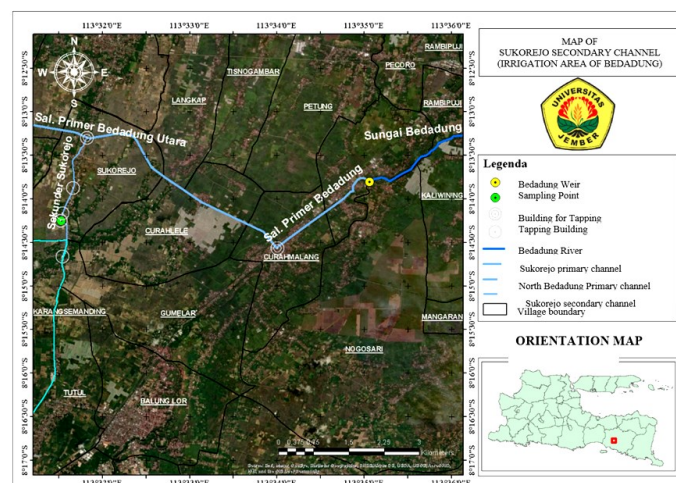 113°32'0"E 113°33'0"E 113°34'0"E 113°35'0"E 113°36'0"E
MAP OF
SUKOREJO SECONDARY CHANNEL
(IRRIGATION AREA OF BEDADUNG)
UNIVERSITAS
JEMBER
N
W E
S
RAMBIPUJI
PECORO
TISNOGAMBAR
LANGKAP
PETUNG
RAMBIPUJI
Sal. Primer Bedadung Utara
Sungai Bedadung
Sekunder Sukorejo
SUKOREJO
Sal. Primer Bedadung
KALIWINING
CURAHLELE
CURAHMALANG
KARANGSEMANDING
GUMELAR
MANGARAN
NOGOSARI
TUTUL
BALUNG LOR
Legenda
Bedadung Weir
Sampling Point
Building for Tapping
Tapping Building
Bedadung River
Sukorejo primary channel
North Bedadung Primary channel
Sukorejo secondary channel
Village boundary
ORIENTATION MAP
Kilometers